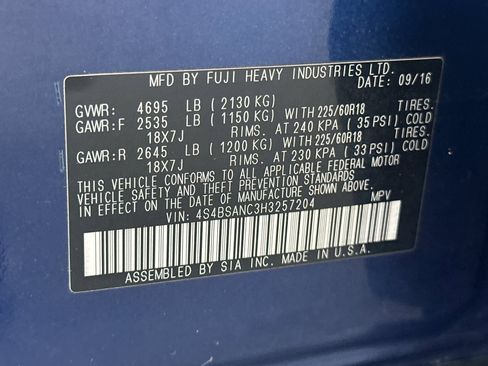 MFD BY FUJI HEAVY INDUSTRIES LTD.
DATE: 09/16
GVWR: 4695 LB (2130 KG) TIRES.
GAWR:F 2535 LB (1150 KG) WITH 225/60R18
18X7J RIMS. AT 240 KPA (35 PSI) COLD
GAWR:R 2645 LB (1200 KG) WITH 225/60R18 TIRES.
18X7J RIMS. AT 230 KPA (33 PSI) COLD
THIS VEHICLE CONFORMS TO ALL APPLICABLE FEDERAL MOTOR
VEHICLE SAFETY, BUMPER AND THEFT PREVENTION STANDARDS
IN EFFECT ON THE DATE OF MANUFACTURE SHOWN ABOVE.
VIN: 4S4BSANC3H3257204 MPV
ASSEMBLED BY SIA INC. IN U.S.A.